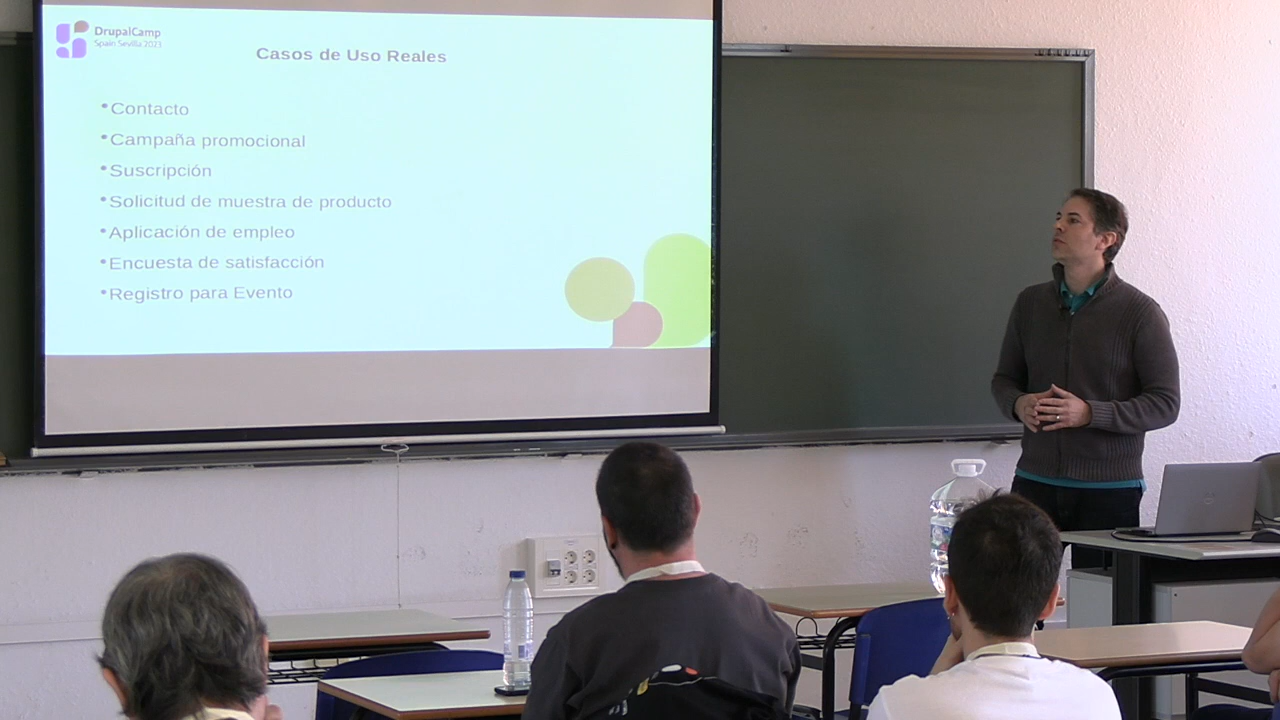 DrupalCamp
Spain Sevilla 2023
Casos de Uso Reales
•Contacto
•Campaña promocional
•Suscripción
•Solicitud de muestra de producto
•Aplicación de empleo
•Encuesta de satisfacción
•Registro para Evento